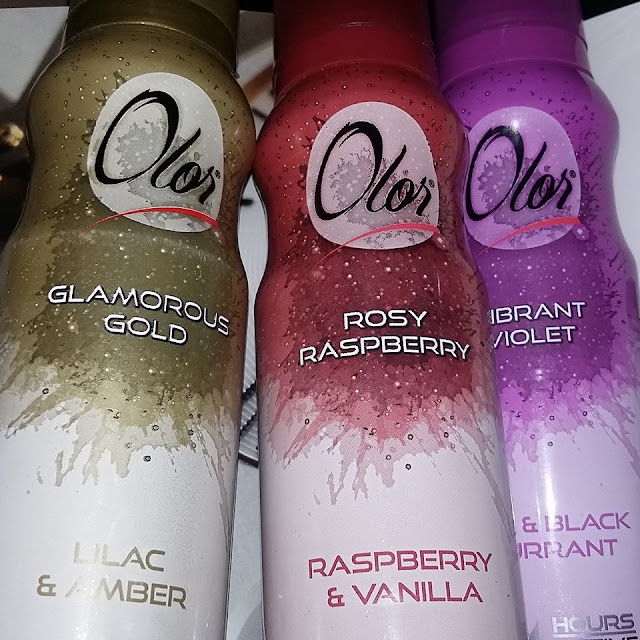 Olor®
GLAMOROUS
GOLD
LILAC
& AMBER
Olor®
ROSY
RASPBERRY
RASPBERRY
& VANILLA
Olor®
IBRANT
VIOLET
& BLACK
URRANT
HOURS